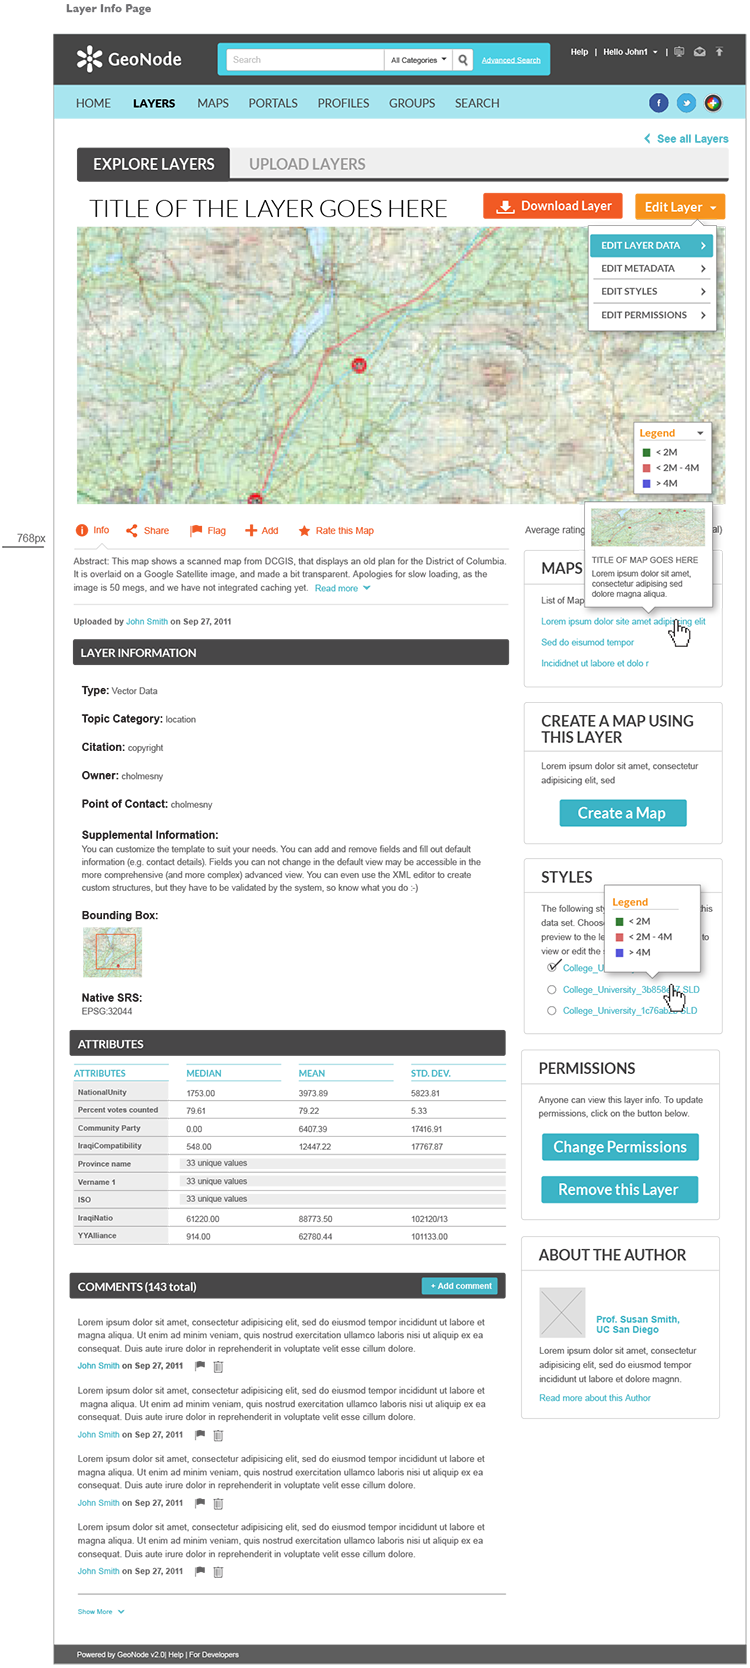 Layer Info Page
GeoNode
Search
All Categories
Advanced Search
Help | Hello John1 |
HOME LAYERS MAPS PORTALS PROFILES GROUPS SEARCH
See all Layers
EXPLORE LAYERS UPLOAD LAYERS
TITLE OF THE LAYER GOES HERE
Download Layer
Edit Layer
EDIT LAYER DATA
EDIT METADATA
EDIT STYLES
EDIT PERMISSIONS
Legend
< 2M
< 2M - 4M
> 4M
768px
Info Share Flag Add Rate this Map
Abstract: This map shows a scanned map from DCGIS, that displays an old plan for the District of Columbia.
It is overlaid on a Google Satellite image, and made a bit transparent. Apologies for slow loading, as the
image is 50 megs, and we have not integrated caching yet. Read more
Uploaded by John Smith on Sep 27, 2011
LAYER INFORMATION
Type: Vector Data
Topic Category: location
Citation: copyright
Owner: cholmesny
Point of Contact: cholmesny
Supplemental Information:
You can customize the template to suit your needs. You can add and remove fields and fill out default
information (e.g. contact details). Fields you can not change in the default view may be accessible in the
more comprehensive (and more complex) advanced view. You can even use the XML editor to create
custom structures, but they have to be validated by the system, so know what you do :-)
Bounding Box:
Native SRS:
EPSG:32044
ATTRIBUTES
ATTRIBUTES MEDIAN MEAN STD. DEV.
NationalUnity 1753.00 3973.89 5823.81
Percent votes counted 79.61 79.22 5.33
Community Party 0.00 6407.39 17416.91
IraqiCompatibility 548.00 12447.22 17767.87
Province name 33 unique values
Vername 1 33 unique values
ISO 33 unique values
IraqiNatio 61220.00 88773.50 102120/13
YYAlliance 914.00 62780.44 101133.00
COMMENTS (143 total)
+ Add comment
Lorem ipsum dolor sit amet, consectetur adipisicing elit, sed do eiusmod tempor incididunt ut labore et
magna aliqua. Ut enim ad minim veniam, quis nostrud exercitation ullamco laboris nisi ut aliquip ex ea
consequat. Duis aute irure dolor in reprehenderit in voluptate velit esse cillum dolore.
John Smith on Sep 27, 2011
Lorem ipsum dolor sit amet, consectetur adipisicing elit, sed do eiusmod tempor incididunt ut labore et
magna aliqua. Ut enim ad minim veniam, quis nostrud exercitation ullamco laboris nisi ut aliquip ex ea
consequat. Duis aute irure dolor in reprehenderit in voluptate velit esse cillum dolore.
John Smith on Sep 27, 2011
Lorem ipsum dolor sit amet, consectetur adipisicing elit, sed do eiusmod tempor incididunt ut labore et
magna aliqua. Ut enim ad minim veniam, quis nostrud exercitation ullamco laboris nisi ut aliquip ex ea
consequat. Duis aute irure dolor in reprehenderit in voluptate velit esse cillum dolore.
John Smith on Sep 27, 2011
Lorem ipsum dolor sit amet, consectetur adipisicing elit, sed do eiusmod tempor incididunt ut labore et
magna aliqua. Ut enim ad minim veniam, quis nostrud exercitation ullamco laboris nisi ut aliquip ex ea
consequat. Duis aute irure dolor in reprehenderit in voluptate velit esse cillum dolore.
John Smith on Sep 27, 2011
Show More
Average rating
TITLE OF MAP GOES HERE
Lorem ipsum dolor sit amet,
consectetur adipisicing sed
dolore magna aliqua.
MAPS
List of Map
Lorem ipsum dolor site amet adipisicing elit
Sed do eisumod tempor
Incididnet ut labore et dolo r
CREATE A MAP USING
THIS LAYER
Lorem ipsum dolor sit amet, consectetur
adipisicing elit, sed
Create a Map
STYLES
The following sty this
data set. Choos
preview to the le to
view or edit the
Legend
< 2M
< 2M - 4M
> 4M
College_U
College_University_3b858 SLD
College_University_1c76ab SLD
PERMISSIONS
Anyone can view this layer info. To update
permissions, click on the button below.
Change Permissions
Remove this Layer
ABOUT THE AUTHOR
Prof. Susan Smith,
UC San Diego
Lorem ipsum dolor sit amet, consectetur
adipisicing elit, sed do eiusmod tempor
incididunt ut labore et dolore magnn.
Read more about this Author
Powered by GeoNode v2.0| Help | For Developers